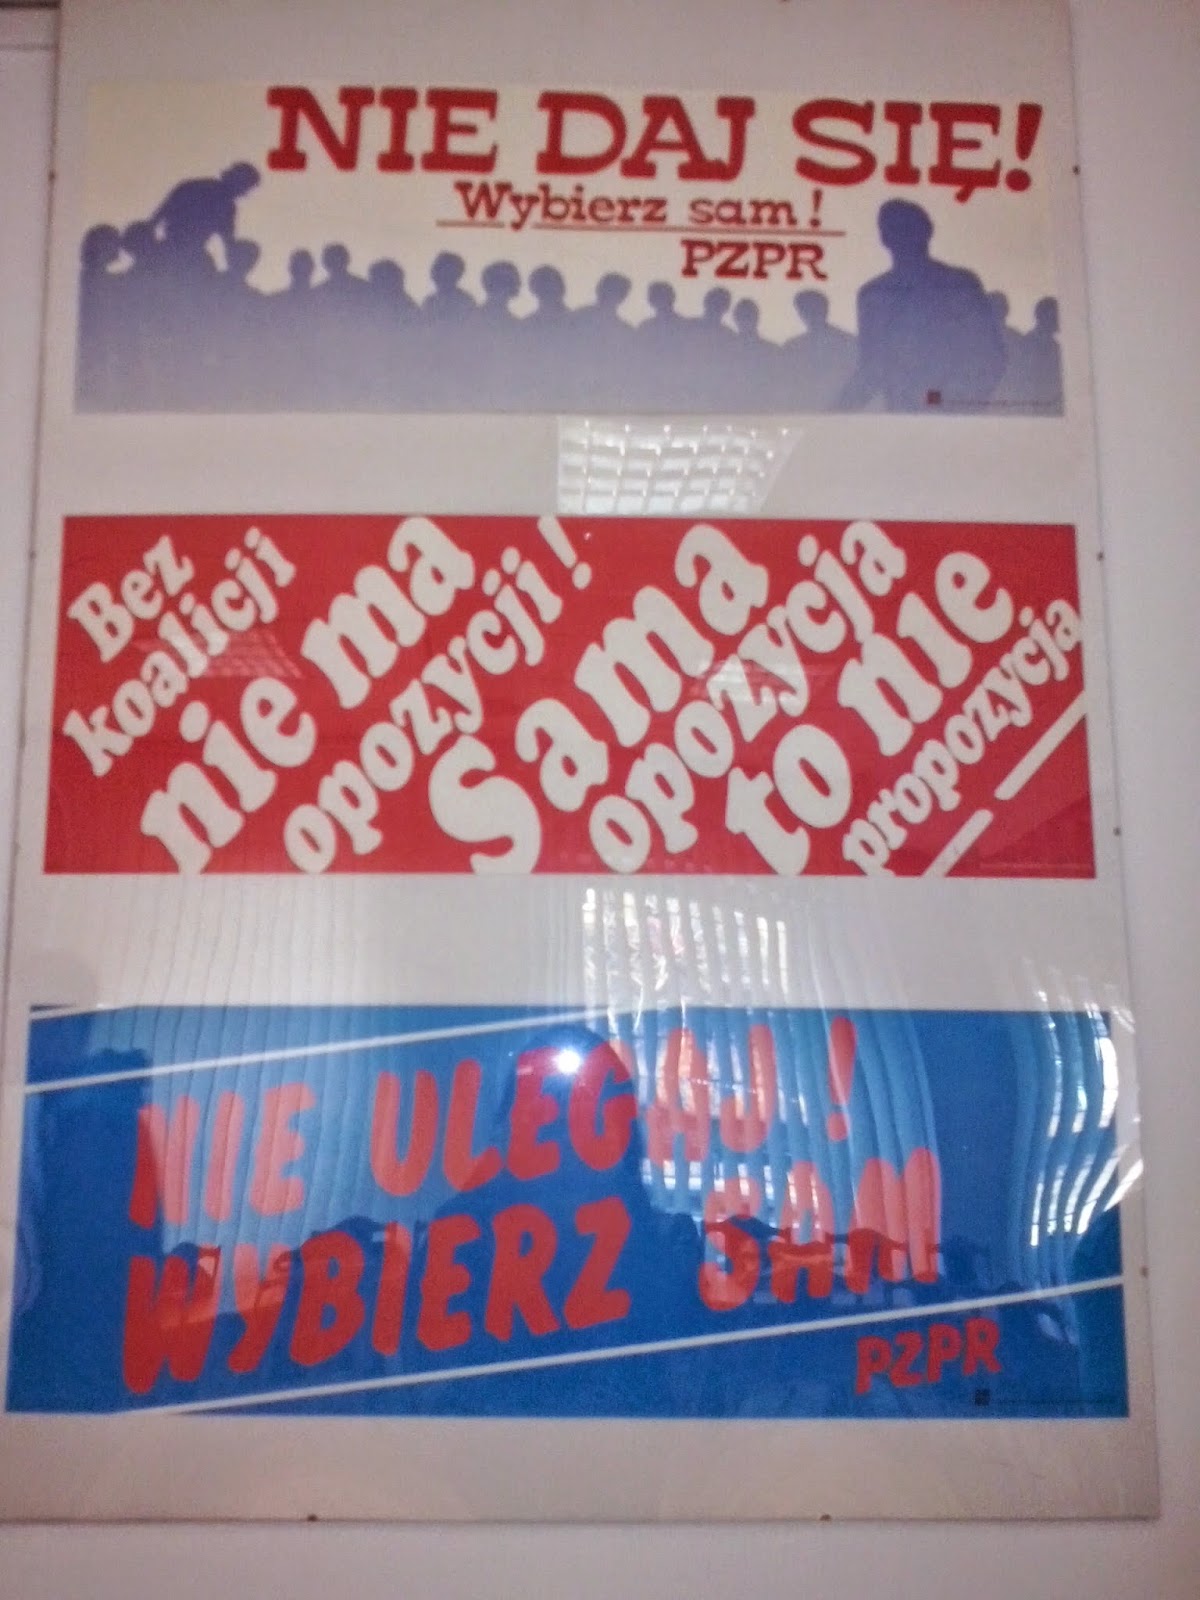 NIE DAJ SIĘ!
Wybierz sam!
PZPR
Bez
koalicji
nie ma
opozycji!
Sama
opozycja
to nie
propozycja
NIE ULEGAJ!
WYBIERZ SAM
PZPR